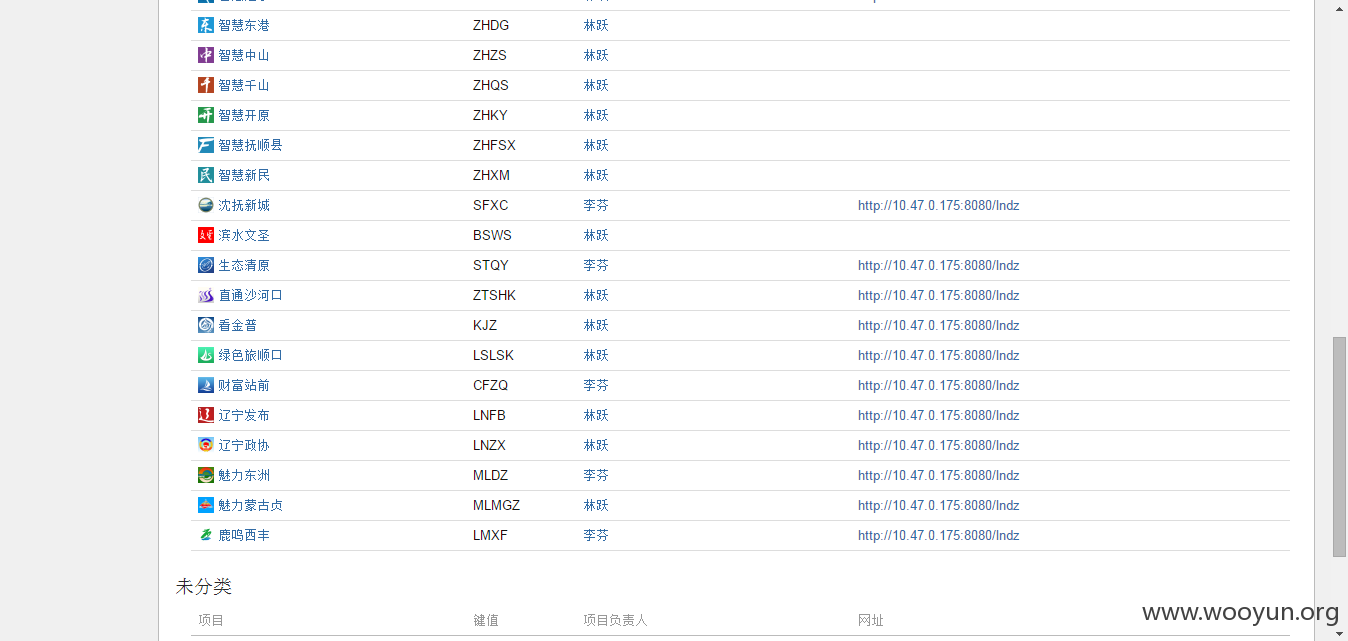 智慧东港 ZHDG 林跃
智慧中山 ZHZS 林跃
智慧千山 ZHQS 林跃
智慧开原 ZHKY 林跃
智慧抚顺县 ZHFSX 林跃
智慧新民 ZHXM 林跃
沈抚新城 SFXC 李芬 http://10.47.0.175:8080/lndz
滨水文圣 BSWS 林跃
生态清原 STQY 李芬 http://10.47.0.175:8080/lndz
直通沙河口 ZTSHK 林跃 http://10.47.0.175:8080/lndz
看金普 KJZ 林跃 http://10.47.0.175:8080/lndz
绿色旅顺口 LSLSK 林跃 http://10.47.0.175:8080/lndz
财富站前 CFZQ 李芬 http://10.47.0.175:8080/lndz
辽宁发布 LNFB 林跃 http://10.47.0.175:8080/lndz
辽宁政协 LNZX 林跃 http://10.47.0.175:8080/lndz
魅力东洲 MLDZ 李芬 http://10.47.0.175:8080/lndz
魅力蒙古贞 MLMGZ 林跃 http://10.47.0.175:8080/lndz
鹿鸣西丰 LMXF 李芬 http://10.47.0.175:8080/lndz
未分类
项目 键值 项目负责人 网址
www.wooyun.org